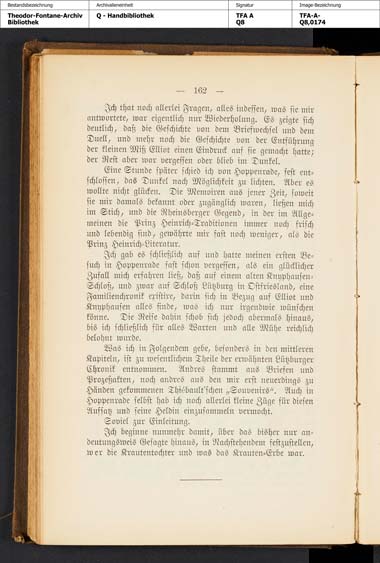 Bestandsbezeichnung
Theodor-Fontane-Archiv
Bibliothek
Archivalieneinheit
Q - Handbibliothek
Signatur
TFA A
Q8
Image-Bezeichnung
TFA-A-
Q8,0174
— 162 —
Ich that noch allerlei Fragen, alles indessen, was sie mir
antwortete, war eigentlich nur Wiederholung. Es zeigte sich
deutlich, daß die Geschichte von dem Briefwechsel und dem
Duell, und mehr noch die Geschichte von der Entführung
der kleinen Miß Elliot einen Eindruck auf sie gemacht hatte;
der Rest aber war vergessen oder blieb im Dunkel.
Eine Stunde später schied ich von Hoppenrade, fest ent-
schlossen, das Dunkel nach Möglichkeit zu lichten. Aber es
wollte nicht glücken. Die Memoiren aus jener Zeit, soweit
sie mir damals bekannt oder zugänglich waren, ließen mich
im Stich, und die Rheinsberger Gegend, in der im Allge-
meinen die Prinz Heinrich-Traditionen immer noch frisch
und lebendig sind, gewährte mir fast noch weniger, als die
Prinz Heinrich-Literatur.
Ich gab es schließlich auf und hatte meinen ersten Be-
such in Hoppenrade fast schon vergessen, als ein glücklicher
Zufall mich erfahren ließ, daß auf einem alten Knyphausen-
Schloß, und zwar auf Schloß Lützburg in Ostfriesland, eine
Familienchronik existire, darin sich in Bezug auf Elliot und
Knyphausen alles finde, was ich nur irgendwie wünschen
könne. Die Reise dahin schob sich jedoch abermals hinaus,
bis ich schließlich für alles Warten und alle Mühe reichlich
belohnt wurde.
Was ich in Folgendem gebe, besonders in den mittleren
Kapiteln, ist zu wesentlichem Theile der erwähnten Lützburger
Chronik entnommen. Andres stammt aus Briefen und
Prozeßakten, noch andres aus den mir erst neuerdings zu
Händen gekommenen Thiébault'schen „Souvenirs“. Auch in
Hoppenrade selbst hab ich noch allerlei kleine Züge für diesen
Aufsatz und seine Heldin einzusammeln vermocht.
Soviel zur Einleitung.
Ich beginne nunmehr damit, über das bisher nur an-
deutungsweis Gesagte hinaus, in Nachstehendem festzustellen,
wer die Krautentochter und was das Krauten-Erbe war.